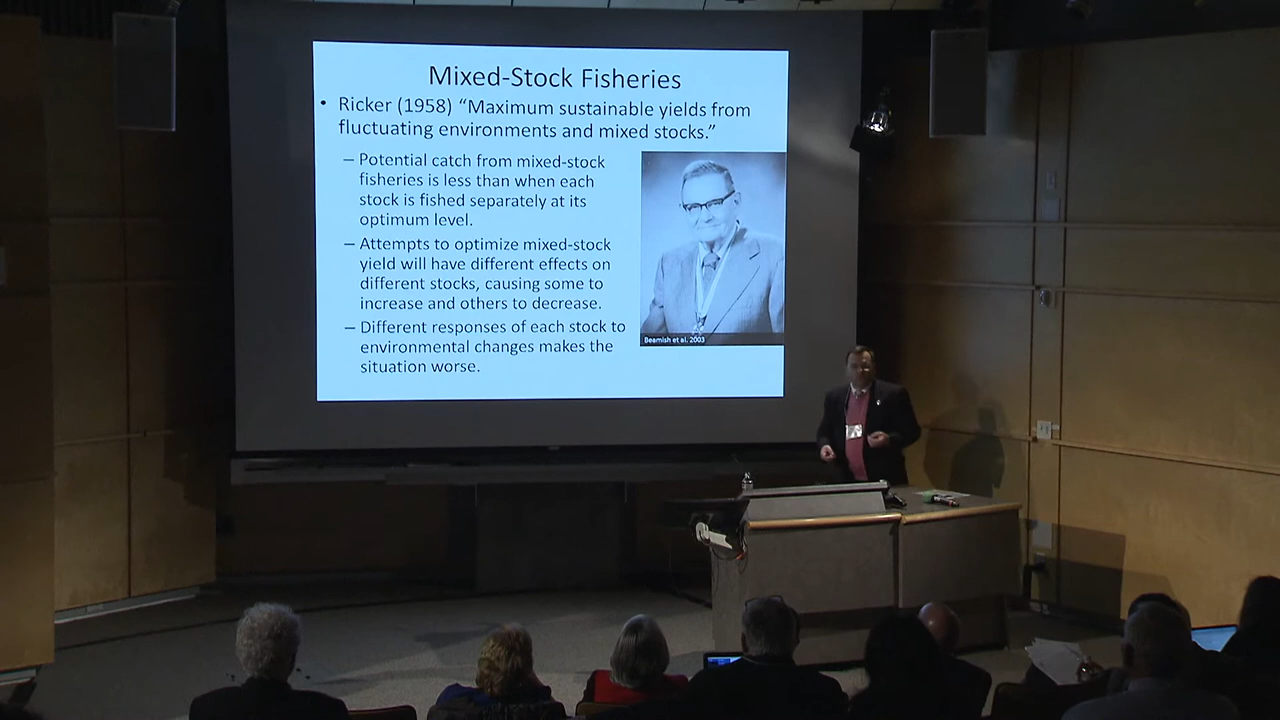 Mixed-Stock Fisheries
• Ricker (1958) “Maximum sustainable yields from
fluctuating environments and mixed stocks.”
– Potential catch from mixed-stock
fisheries is less than when each
stock is fished separately at its
optimum level.
– Attempts to optimize mixed-stock
yield will have different effects on
different stocks, causing some to
increase and others to decrease.
– Different responses of each stock to
environmental changes makes the
situation worse.
Beamish et al. 2003